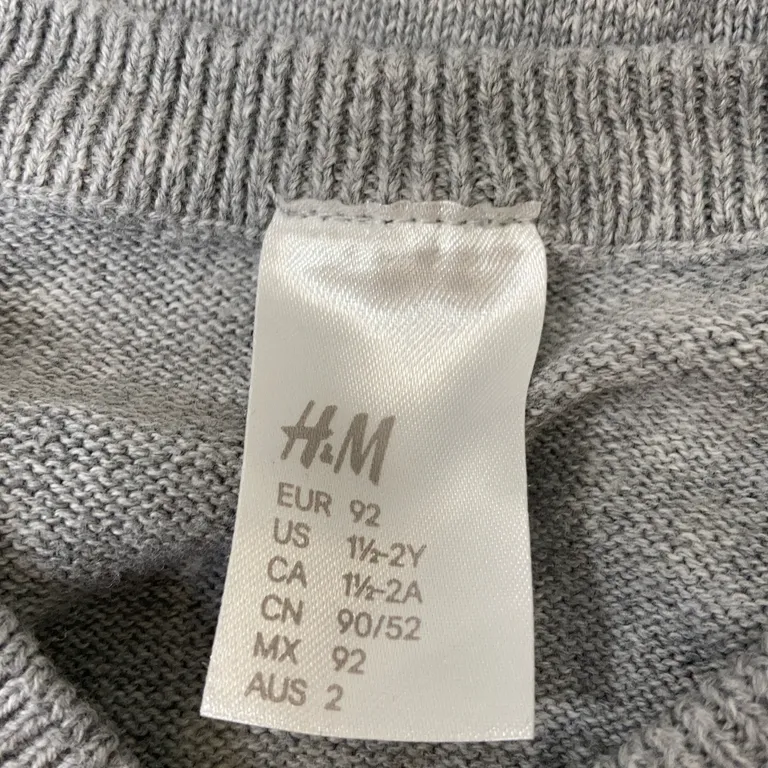 H&M
EUR 92
US 1½-2Y
CA 1½-2A
CN 90/52
MX 92
AUS 2